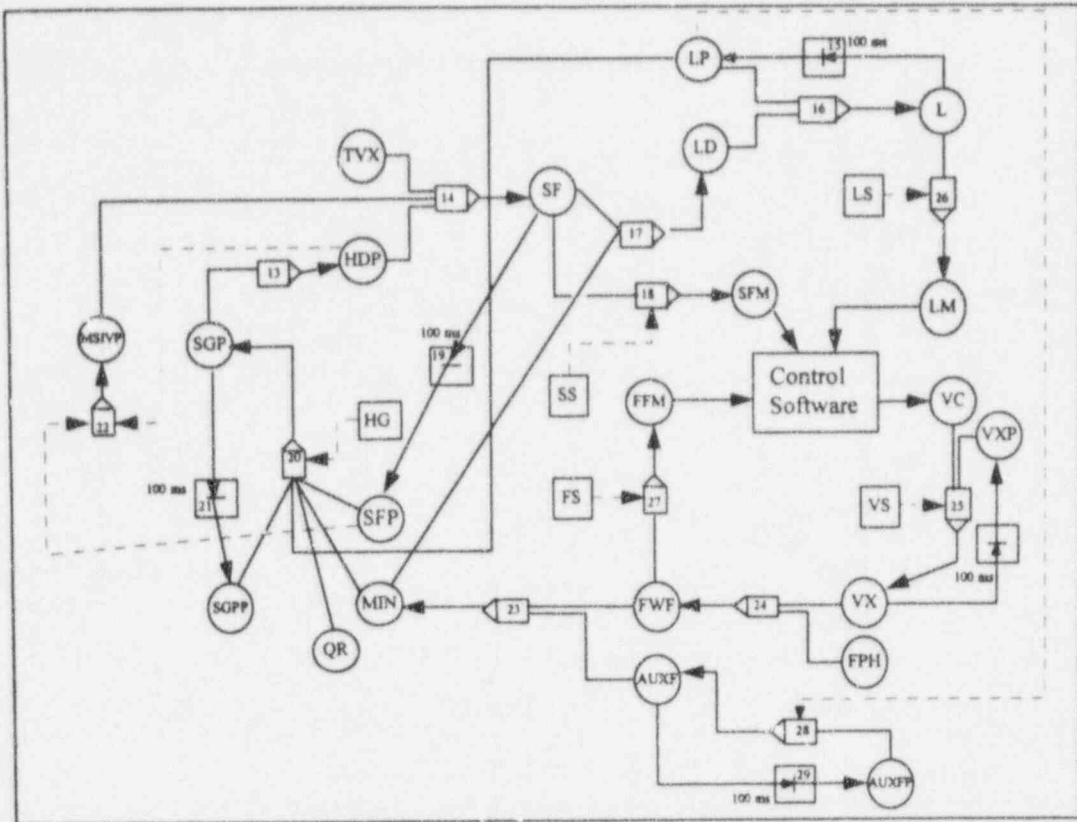 LP
15
100 ms
16
L
TVX
LD
SF
14
LS
26
17
HDP
13
18
SFM
LM
MSIVP
SGP
100 ms
19
Control
Software
SS
FFM
VC
VXP
HG
22
20
FS
27
VS
25
100 ms
21
SFP
100 ms
SGPP
MIN
23
FWF
24
VX
QR
FPH
AUXF
28
29
100 ms
AUXFP